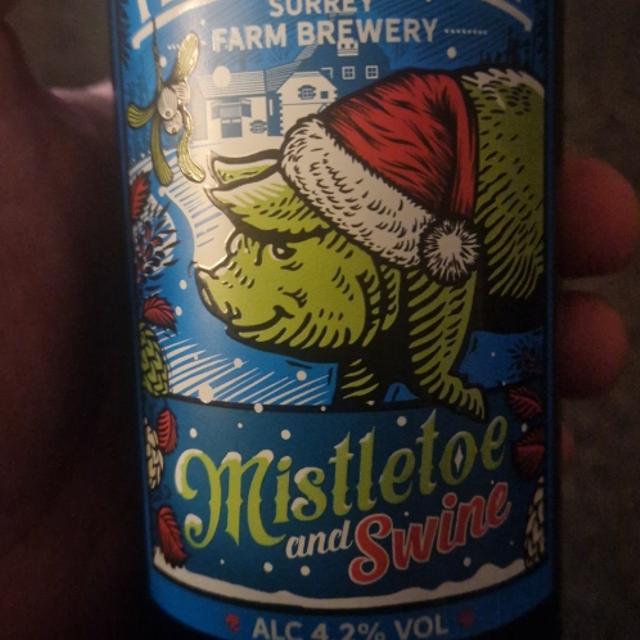 SURREY
FARM BREWERY
Mistletoe
and Swine
ALC 4.2% VOL